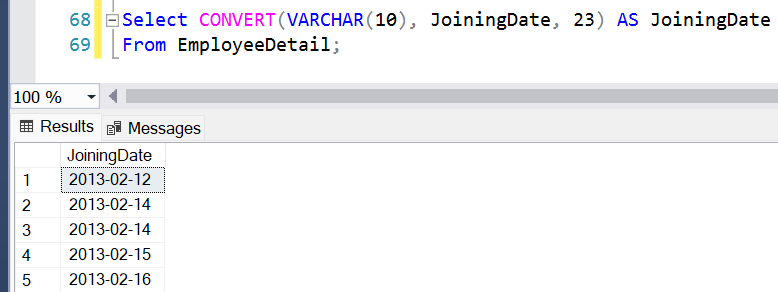 68 Select CONVERT(VARCHAR(10), JoiningDate, 23) AS JoiningDate
69 From EmployeeDetail;
100 %
Results Messages
JoiningDate
1 2013-02-12
2 2013-02-14
3 2013-02-14
4 2013-02-15
5 2013-02-16